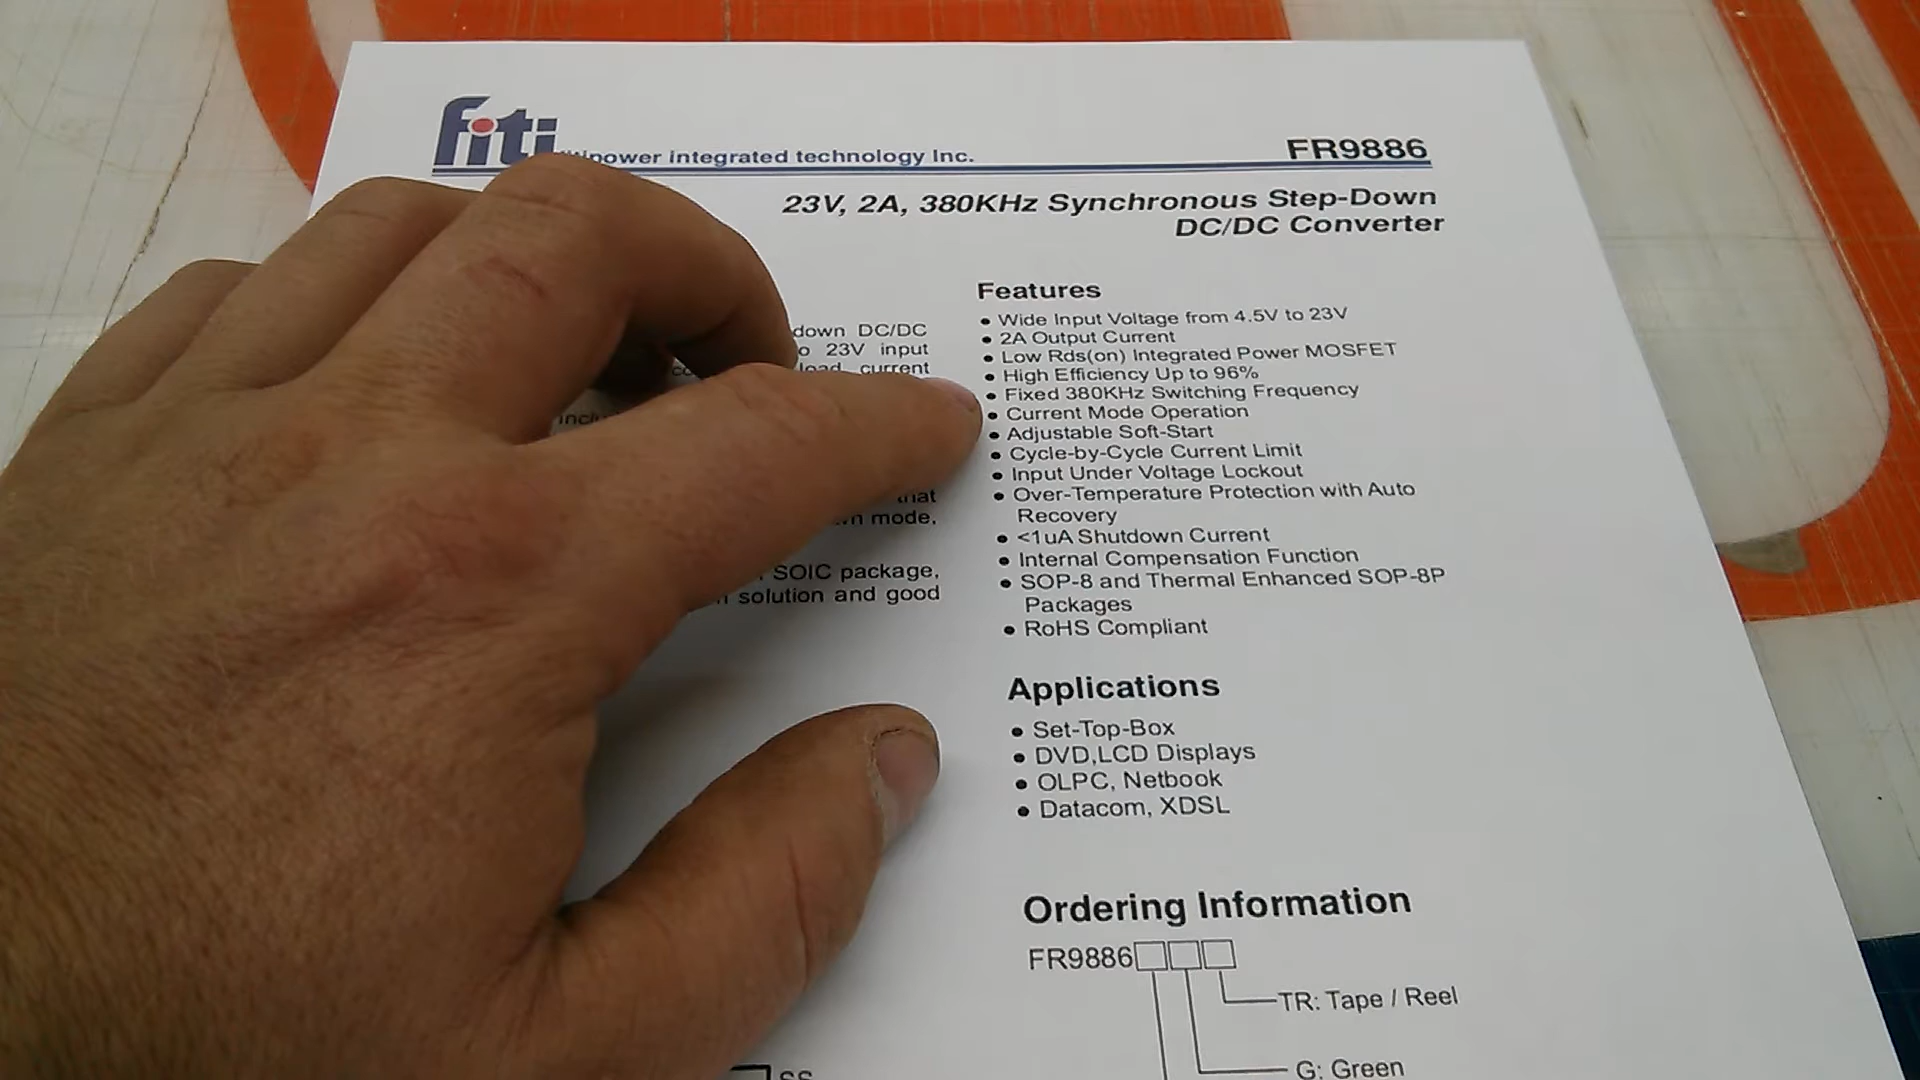 fiti
power integrated technology Inc.
FR9886
23V, 2A, 380KHz Synchronous Step-Down
DC/DC Converter
down DC/DC
23V input
load current
that
mode,
SOIC package,
solution and good
Features
• Wide Input Voltage from 4.5V to 23V
• 2A Output Current
• Low Rds(on) Integrated Power MOSFET
• High Efficiency Up to 96%
• Fixed 380KHz Switching Frequency
• Current Mode Operation
• Adjustable Soft-Start
• Cycle-by-Cycle Current Limit
• Input Under Voltage Lockout
• Over-Temperature Protection with Auto
Recovery
• <1uA Shutdown Current
• Internal Compensation Function
• SOP-8 and Thermal Enhanced SOP-8P
Packages
• RoHS Compliant
Applications
• Set-Top-Box
• DVD,LCD Displays
• OLPC, Netbook
• Datacom, XDSL
Ordering Information
FR9886□□□
TR: Tape / Reel
G: Green
SS